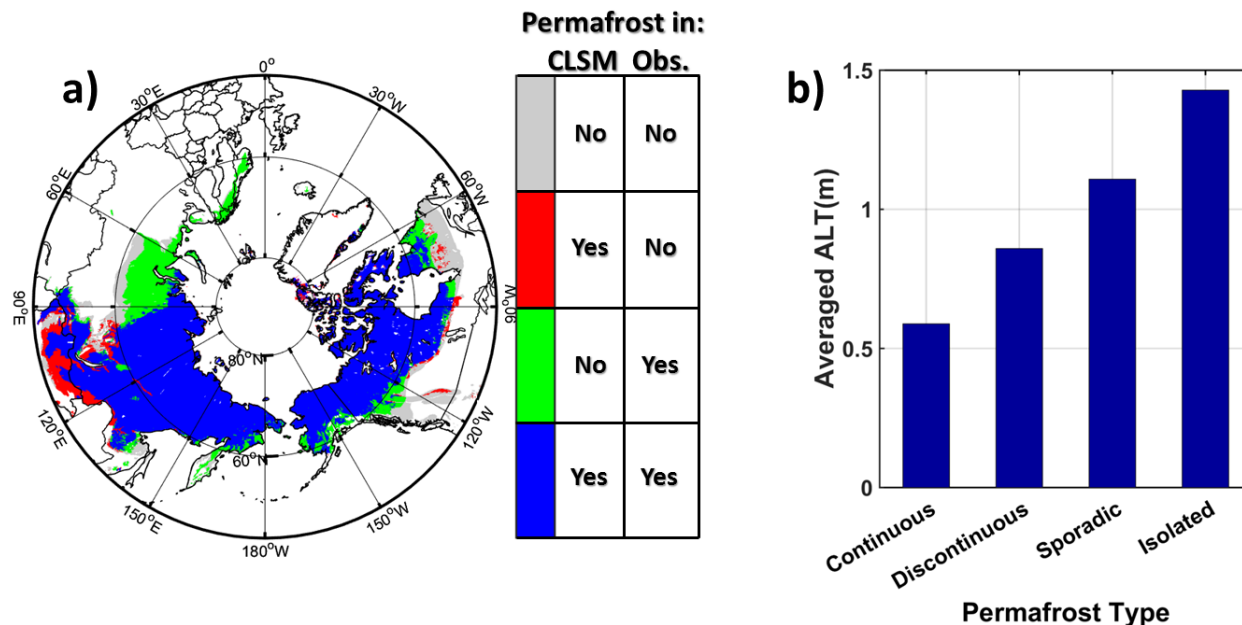 a)
0°
30°E
30°W
60°E
60°W
90°E
90°W
80°N
120°E
120°W
60°N
150°E
150°W
180°W
Permafrost in:
CLSM Obs.
No No
Yes No
No Yes
Yes Yes
b)
Averaged ALT(m)
1.5
1
0.5
0
Continuous
Discontinuous
Sporadic
Isolated
Permafrost Type